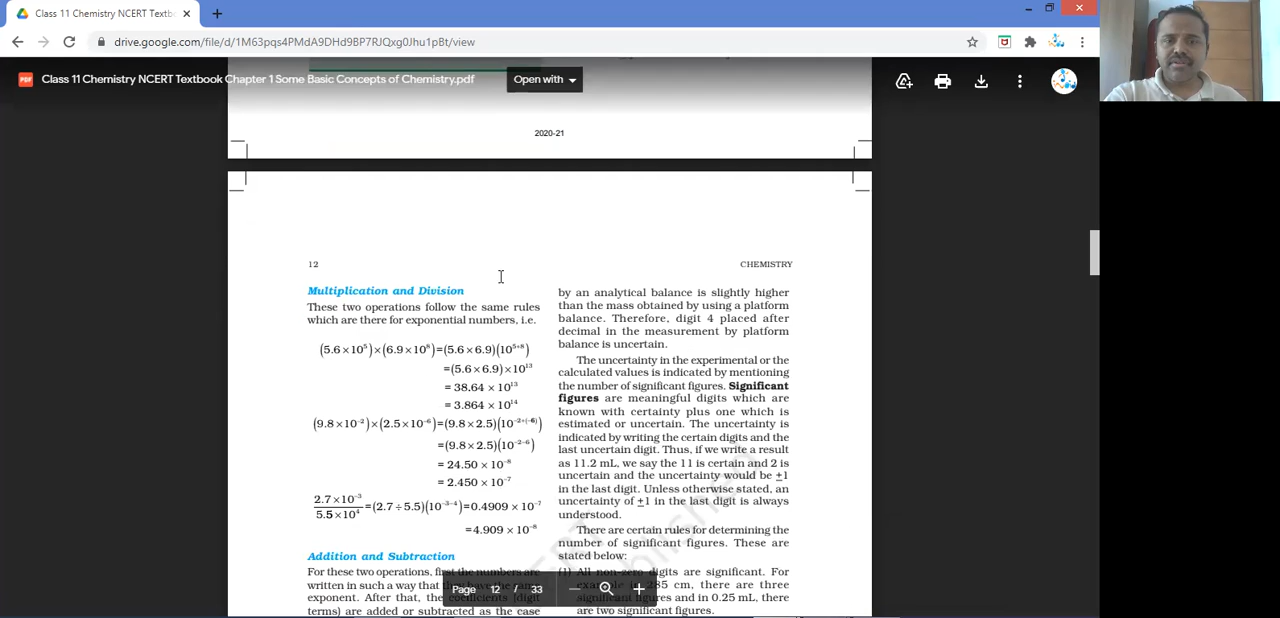 Class 11 Chemistry NCERT Textb
drive.google.com/file/d/1M63pqs4PMdA9DHd9BP7RJQxg0Jhu1pBt/view
Class 11 Chemistry NCERT Textbook Chapter 1 Some Basic Concepts of Chemistry.pdf
Open with
2020-21
12
CHEMISTRY
Multiplication and Division
These two operations follow the same rules
which are there for exponential numbers, i.e.
(5.6×10⁵)×(6.9×10⁸)=(5.6×6.9)(10⁵⁺⁸)
=(5.6×6.9)×10¹³
= 38.64 × 10¹³
= 3.864 × 10¹⁴
(9.8×10⁻²)×(2.5×10⁻⁶)=(9.8×2.5)(10⁻²⁺⁽⁻⁶⁾)
=(9.8×2.5)(10⁻²⁻⁶)
= 24.50 × 10⁻⁸
= 2.450 × 10⁻⁷
2.7×10⁻³
5.5×10⁴
=(2.7÷5.5)(10⁻³⁻⁴)=0.4909×10⁻⁷
=4.909×10⁻⁸
Addition and Subtraction
For these two operations, first the numbers are
written in such a way that they have the same
exponent. After that, the coefficients (digit
terms) are added or subtracted as the case
by an analytical balance is slightly higher
than the mass obtained by using a platform
balance. Therefore, digit 4 placed after
decimal in the measurement by platform
balance is uncertain.
The uncertainty in the experimental or the
calculated values is indicated by mentioning
the number of significant figures. Significant
figures are meaningful digits which are
known with certainty plus one which is
estimated or uncertain. The uncertainty is
indicated by writing the certain digits and the
last uncertain digit. Thus, if we write a result
as 11.2 mL, we say the 11 is certain and 2 is
uncertain and the uncertainty would be ±1
in the last digit. Unless otherwise stated, an
uncertainty of ±1 in the last digit is always
understood.
There are certain rules for determining the
number of significant figures. These are
stated below:
(1) All non-zero digits are significant. For
example in 285 cm, there are three
significant figures and in 0.25 mL, there
are two significant figures.
Page 12 / 33